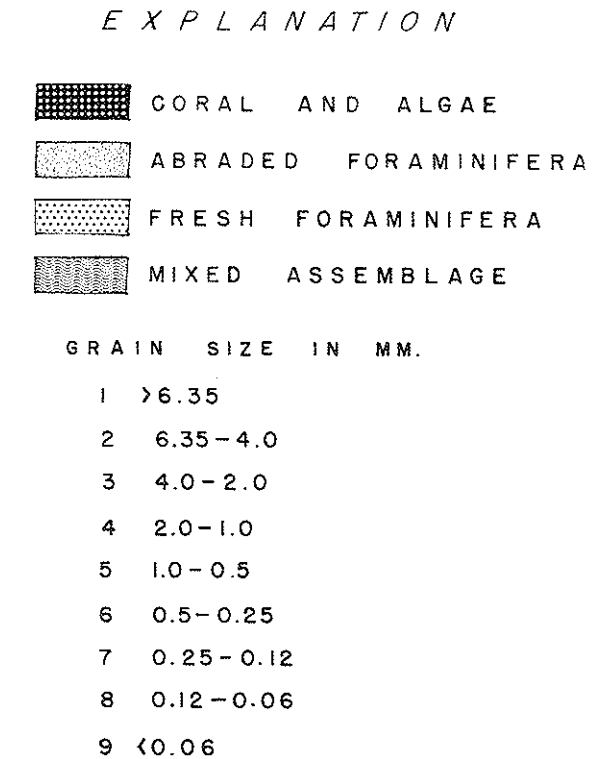 EXPLANATION
CORAL AND ALGAE
ABRADED FORAMINIFERA
FRESH FORAMINIFERA
MIXED ASSEMBLAGE
GRAIN SIZE IN MM.
1 >6.35
2 6.35-4.0
3 4.0-2.0
4 2.0-1.0
5 1.0-0.5
6 0.5-0.25
7 0.25-0.12
8 0.12-0.06
9 <0.06